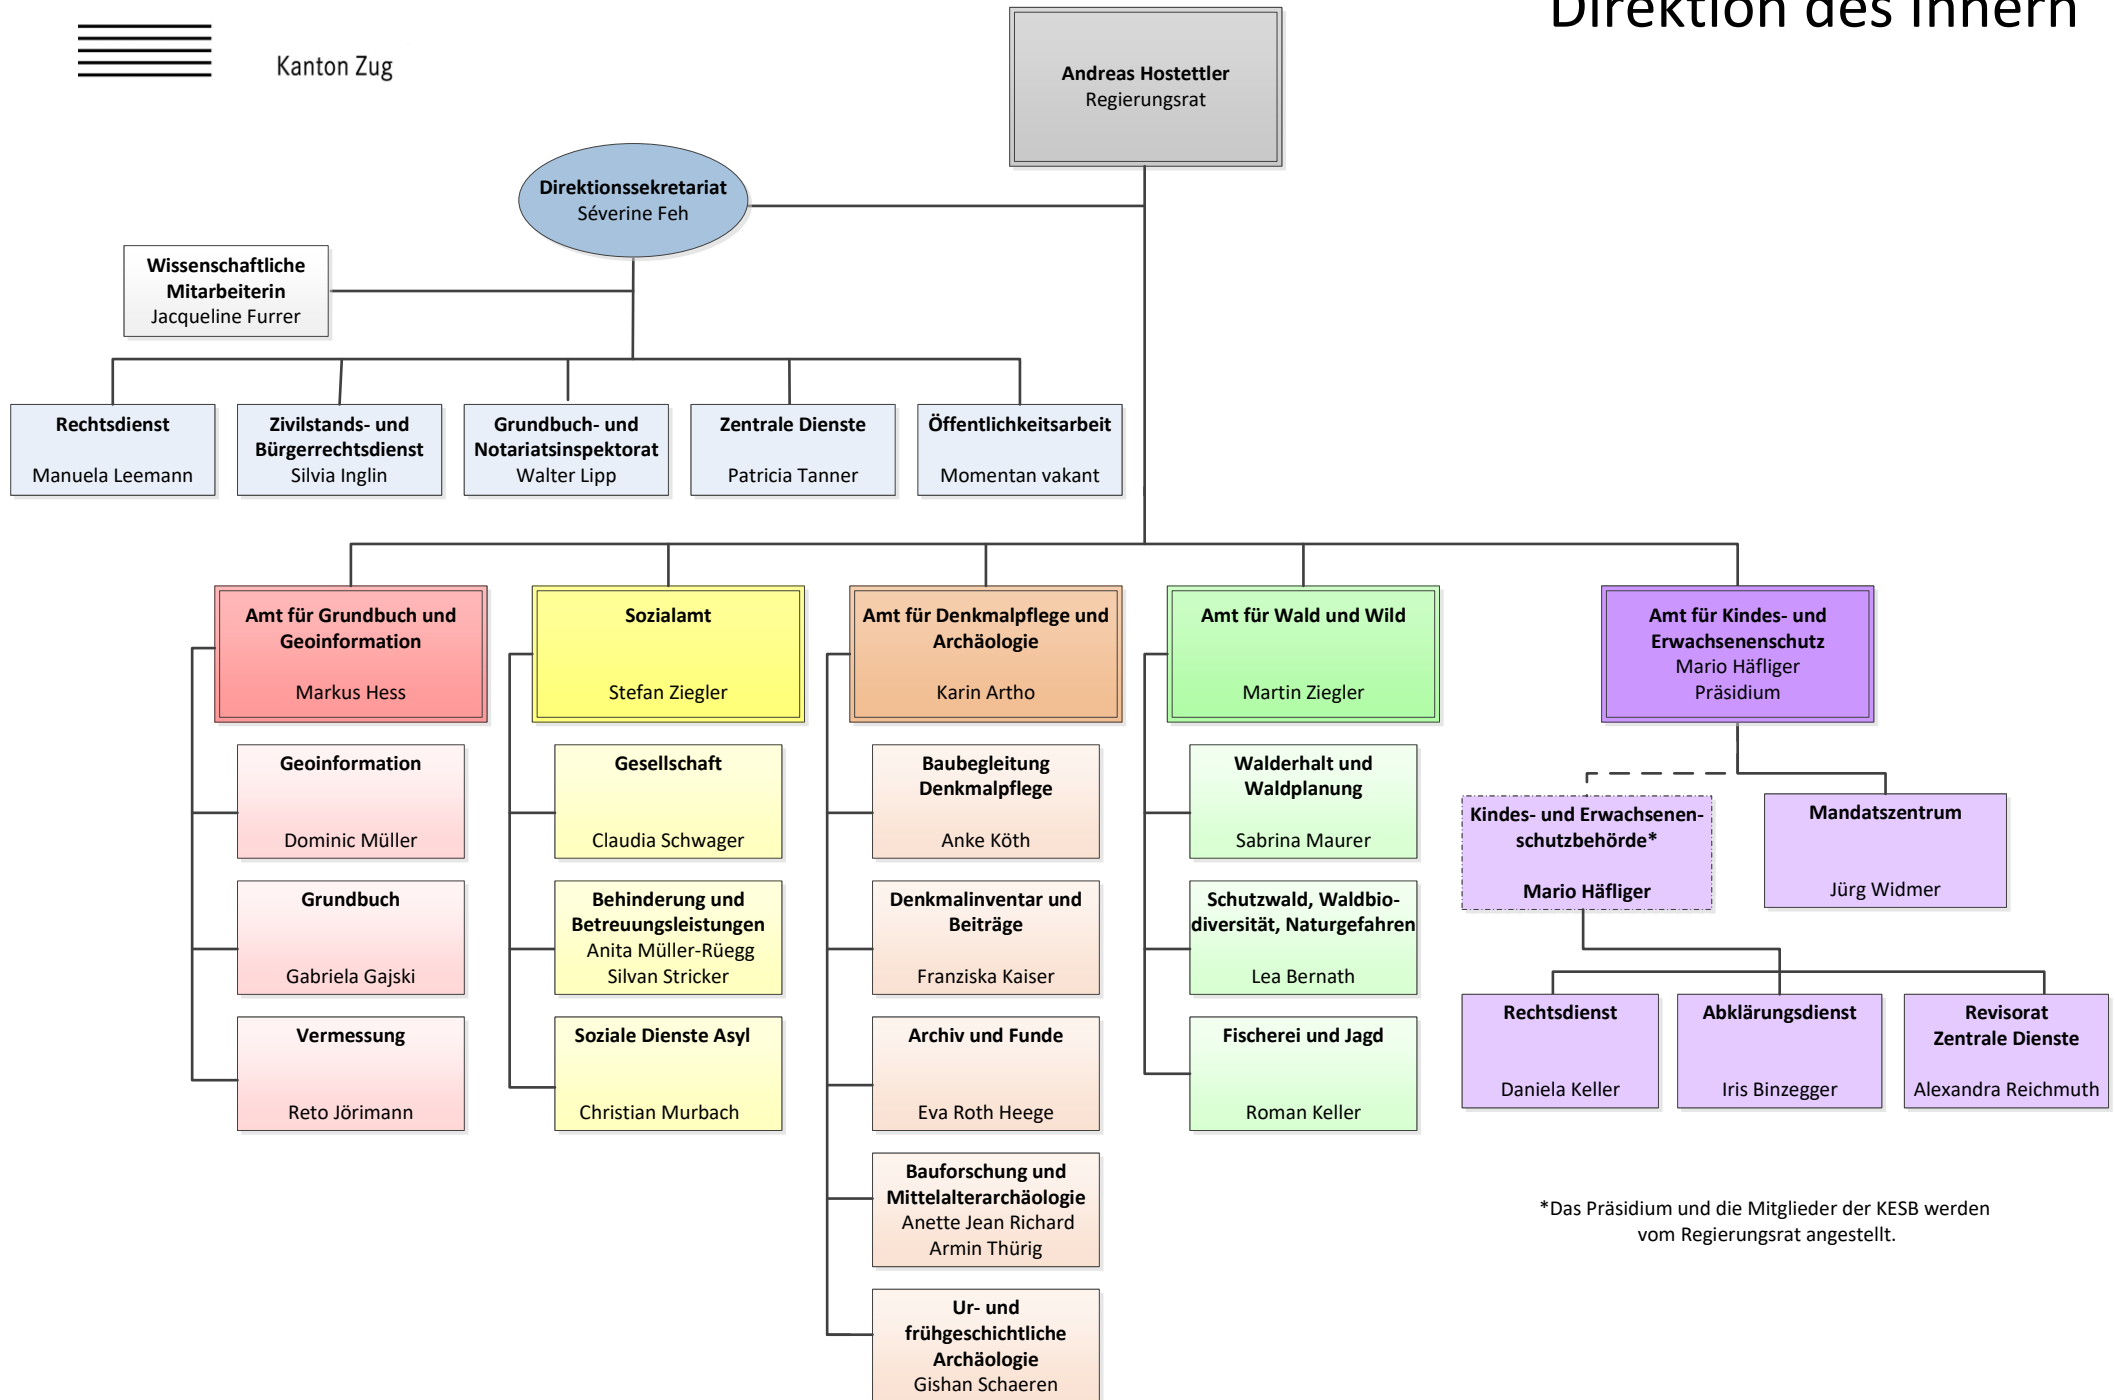 Direktion des Innern
Kanton Zug
Andreas Hostettler
Regierungsrat
Direktionssekretariat
Séverine Feh
Wissenschaftliche
Mitarbeiterin
Jacqueline Furrer
Rechtsdienst
Manuela Leemann
Zivilstands- und
Bürgerrechtsdienst
Silvia Inglin
Grundbuch- und
Notariatsinspektorat
Walter Lipp
Zentrale Dienste
Patricia Tanner
Öffentlichkeitsarbeit
Momentan vakant
Amt für Grundbuch und
Geoinformation
Markus Hess
Geoinformation
Dominic Müller
Grundbuch
Gabriela Gajski
Vermessung
Reto Jörimann
Sozialamt
Stefan Ziegler
Gesellschaft
Claudia Schwager
Behinderung und
Betreuungsleistungen
Anita Müller-Rüegg
Silvan Stricker
Soziale Dienste Asyl
Christian Murbach
Amt für Denkmalpflege und
Archäologie
Karin Artho
Baubegleitung
Denkmalpflege
Anke Köth
Denkmalinventar und
Beiträge
Franziska Kaiser
Archiv und Funde
Eva Roth Heege
Bauforschung und
Mittelalterarchäologie
Anette Jean Richard
Armin Thürig
Ur- und
frühgeschichtliche
Archäologie
Gishan Schaeren
Amt für Wald und Wild
Martin Ziegler
Walderhalt und
Waldplanung
Sabrina Maurer
Schutzwald, Waldbio-
diversität, Naturgefahren
Lea Bernath
Fischerei und Jagd
Roman Keller
Amt für Kindes- und
Erwachsenenschutz
Mario Häfliger
Präsidium
Kindes- und Erwachsenen-
schutzbehörde*
Mario Häfliger
Mandatszentrum
Jürg Widmer
Rechtsdienst
Daniela Keller
Abklärungsdienst
Iris Binzegger
Revisorat
Zentrale Dienste
Alexandra Reichmuth
*Das Präsidium und die Mitglieder der KESB werden
vom Regierungsrat angestellt.